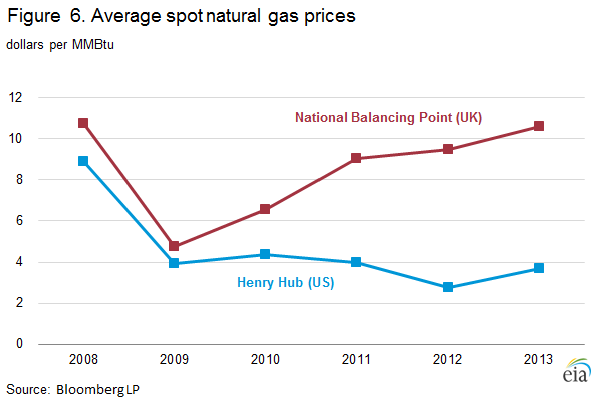 Figure 6. Average spot natural gas prices
dollars per MMBtu
12
10
8
6
4
2
0
National Balancing Point (UK)
Henry Hub (US)
2008 2009 2010 2011 2012 2013
Source: Bloomberg LP
eia